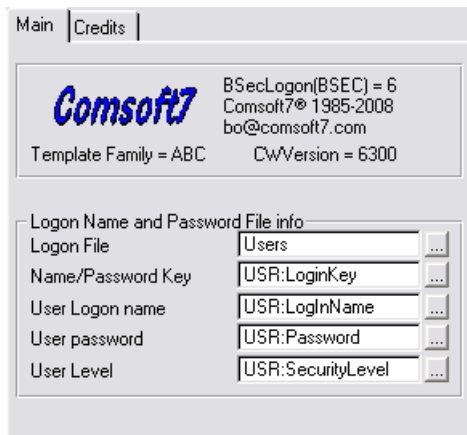 Main
Credits
Comsoft7
BSecLogon(BSEC) = 6
Comsoft7® 1985-2008
bo@comsoft7.com
Template Family = ABC
CWVersion = 6300
Logon Name and Password File info
Logon File
Users
...
Name/Password Key
USR:LoginKey
...
User Logon name
USR:LogInName
...
User password
USR:Password
...
User Level
USR:SecurityLevel
...